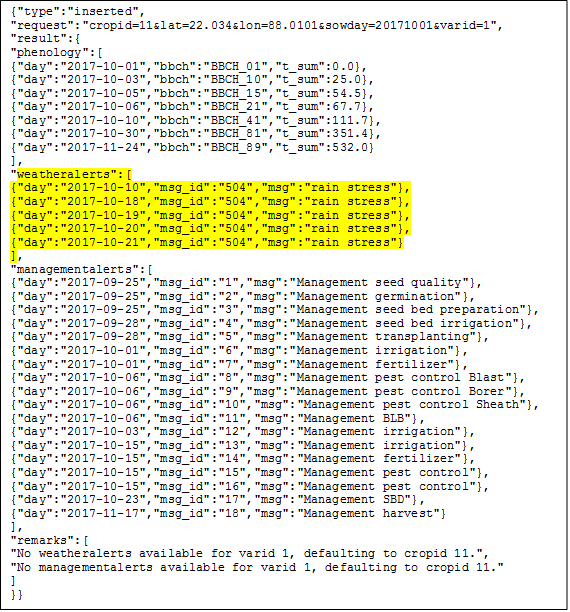 {"type":"inserted",
"request":"cropid=11&lat=22.034&lon=88.0101&sowday=20171001&varid=1",
"result":{
"phenology":[
{"day":"2017-10-01","bbch":"BBCH_01","t_sum":0.0},
{"day":"2017-10-03","bbch":"BBCH_10","t_sum":25.0},
{"day":"2017-10-05","bbch":"BBCH_15","t_sum":54.5},
{"day":"2017-10-06","bbch":"BBCH_21","t_sum":67.7},
{"day":"2017-10-10","bbch":"BBCH_41","t_sum":111.7},
{"day":"2017-10-30","bbch":"BBCH_81","t_sum":351.4},
{"day":"2017-11-24","bbch":"BBCH_89","t_sum":532.0}
],
"weatheralerts":[
{"day":"2017-10-10","msg_id":"504","msg":"rain stress"},
{"day":"2017-10-18","msg_id":"504","msg":"rain stress"},
{"day":"2017-10-19","msg_id":"504","msg":"rain stress"},
{"day":"2017-10-20","msg_id":"504","msg":"rain stress"},
{"day":"2017-10-21","msg_id":"504","msg":"rain stress"}
],
"managementalerts":[
{"day":"2017-09-25","msg_id":"1","msg":"Management seed quality"},
{"day":"2017-09-25","msg_id":"2","msg":"Management germination"},
{"day":"2017-09-25","msg_id":"3","msg":"Management seed bed preparation"},
{"day":"2017-09-28","msg_id":"4","msg":"Management seed bed irrigation"},
{"day":"2017-09-28","msg_id":"5","msg":"Management transplanting"},
{"day":"2017-10-01","msg_id":"6","msg":"Management irrigation"},
{"day":"2017-10-01","msg_id":"7","msg":"Management fertilizer"},
{"day":"2017-10-06","msg_id":"8","msg":"Management pest control Blast"},
{"day":"2017-10-06","msg_id":"9","msg":"Management pest control Borer"},
{"day":"2017-10-06","msg_id":"10","msg":"Management pest control Sheath"},
{"day":"2017-10-06","msg_id":"11","msg":"Management BLB"},
{"day":"2017-10-03","msg_id":"12","msg":"Management irrigation"},
{"day":"2017-10-15","msg_id":"13","msg":"Management irrigation"},
{"day":"2017-10-15","msg_id":"14","msg":"Management fertilizer"},
{"day":"2017-10-15","msg_id":"15","msg":"Management pest control"},
{"day":"2017-10-15","msg_id":"16","msg":"Management pest control"},
{"day":"2017-10-23","msg_id":"17","msg":"Management SBD"},
{"day":"2017-11-17","msg_id":"18","msg":"Management harvest"}
],
"remarks":[
"No weatheralerts available for varid 1, defaulting to cropid 11.",
"No managementalerts available for varid 1, defaulting to cropid 11."
]
}}